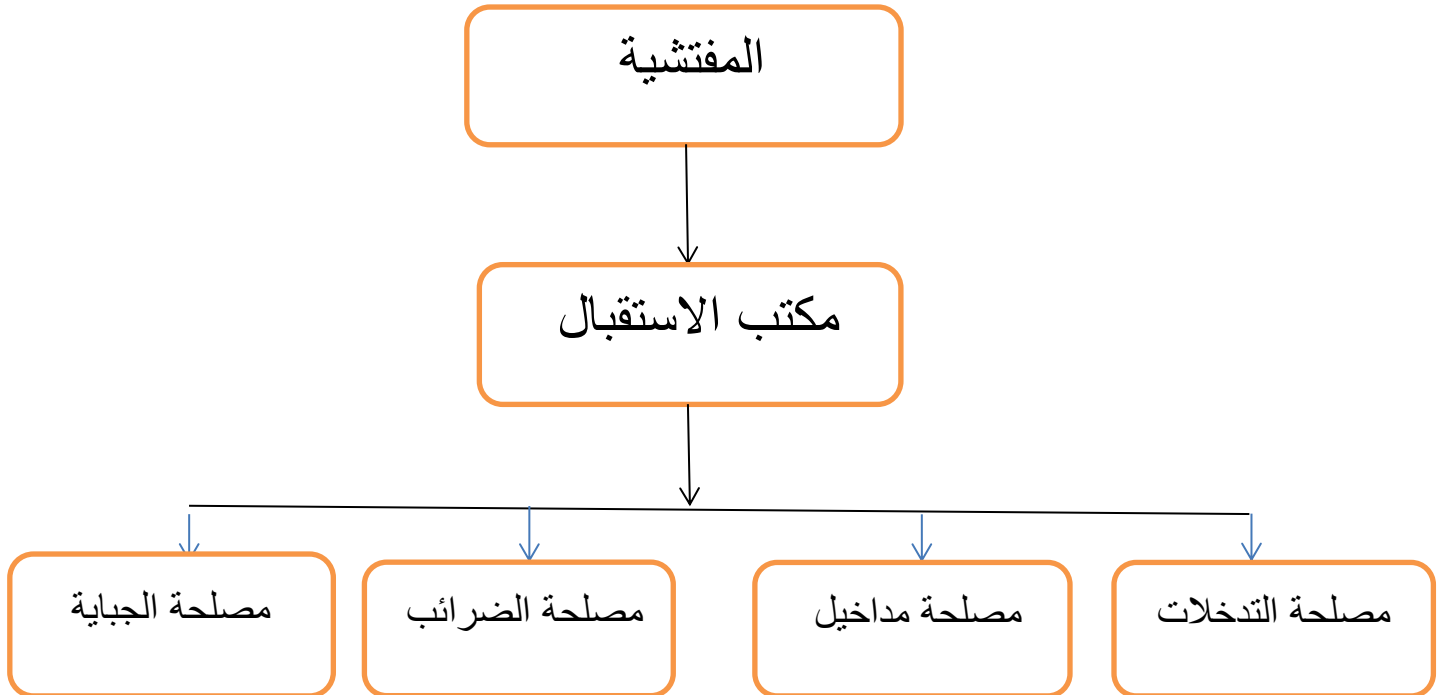 المفتشية
مكتب الاستقبال
مصلحة التدخلات
مصلحة مداخيل
مصلحة الضرائب
مصلحة الجباية